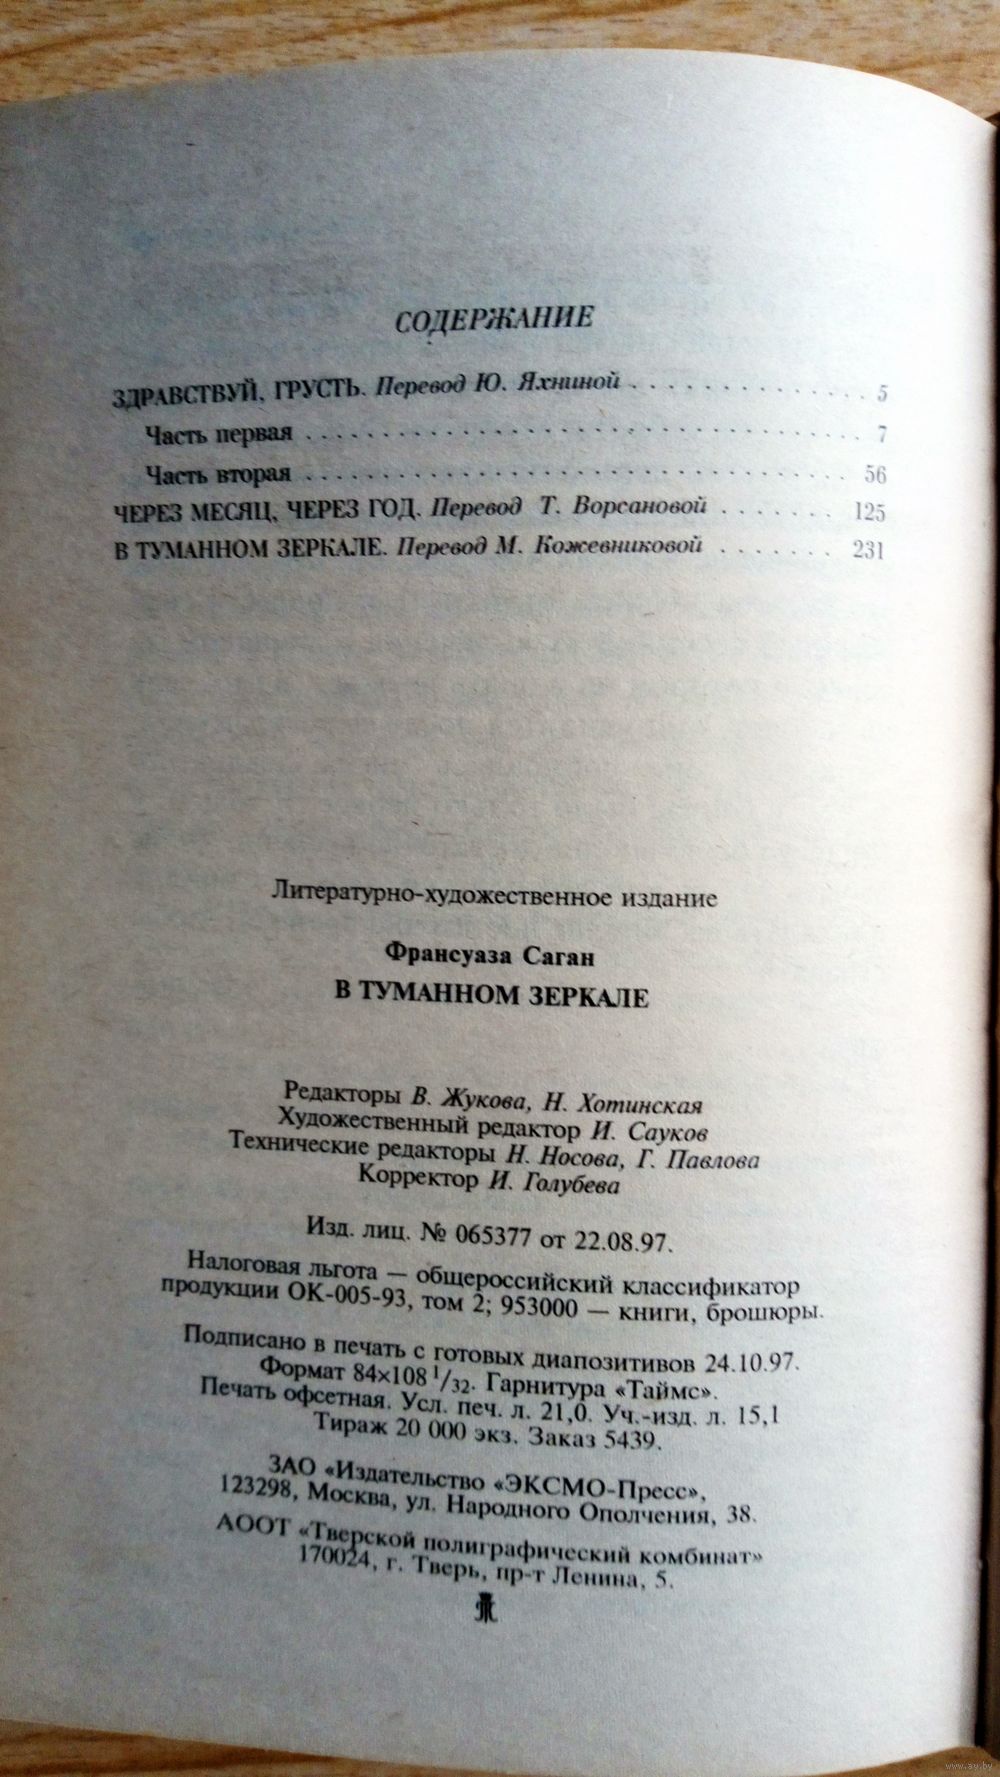 СОДЕРЖАНИЕ
ЗДРАВСТВУЙ, ГРУСТЬ. Перевод Ю. Яхниной . . . . . . . . . . . . 5
Часть первая . . . . . . . . . . . . . . . . . . . . . . . . . . . . . 7
Часть вторая . . . . . . . . . . . . . . . . . . . . . . . . . . . . . 56
ЧЕРЕЗ МЕСЯЦ, ЧЕРЕЗ ГОД. Перевод Т. Ворсановой . . . . . . . 125
В ТУМАННОМ ЗЕРКАЛЕ. Перевод М. Кожевниковой . . . . . . . 231
Литературно-художественное издание
Франсуаза Саган
В ТУМАННОМ ЗЕРКАЛЕ
Редакторы В. Жукова, Н. Хотинская
Художественный редактор И. Сауков
Технические редакторы Н. Носова, Г. Павлова
Корректор И. Голубева
Изд. лиц. № 065377 от 22.08.97.
Налоговая льгота — общероссийский классификатор
продукции ОК-005-93, том 2; 953000 — книги, брошюры.
Подписано в печать с готовых диапозитивов 24.10.97.
Формат 84×108 1/32. Гарнитура «Таймс».
Печать офсетная. Усл. печ. л. 21,0. Уч.-изд. л. 15,1
Тираж 20 000 экз. Заказ 5439.
ЗАО «Издательство «ЭКСМО-Пресс»,
123298, Москва, ул. Народного Ополчения, 38.
АООТ «Тверской полиграфический комбинат»
170024, г. Тверь, пр-т Ленина, 5.
www.ay.by